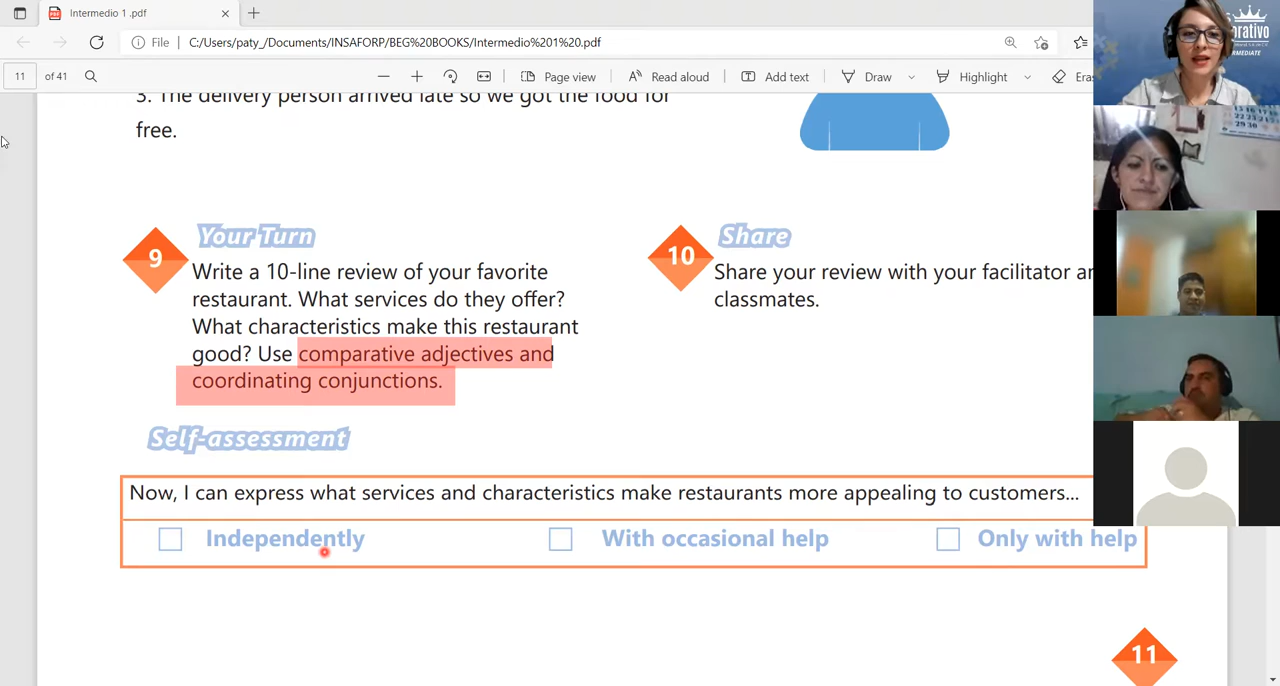 Intermedio 1 .pdf
File C:/Users/paty_/Documents/INSAFORP/BEG%20BOOKS/Intermedio%201%20.pdf
11 of 41 Page view Read aloud Add text Draw Highlight
3. The delivery person arrived late so we got the food for
free.
Your Turn
9
Write a 10-line review of your favorite
restaurant. What services do they offer?
What characteristics make this restaurant
good? Use comparative adjectives and
coordinating conjunctions.
Share
10
Share your review with your facilitator
classmates.
Self-assessment
Now, I can express what services and characteristics make restaurants more appealing to customers...
Independently With occasional help Only with help
11